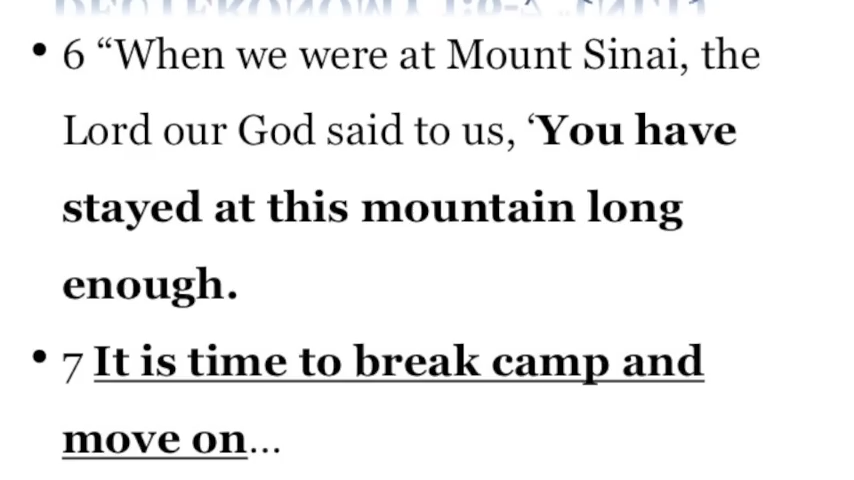 • 6 “When we were at Mount Sinai, the
Lord our God said to us, ‘You have
stayed at this mountain long
enough.
• 7 It is time to break camp and
move on...